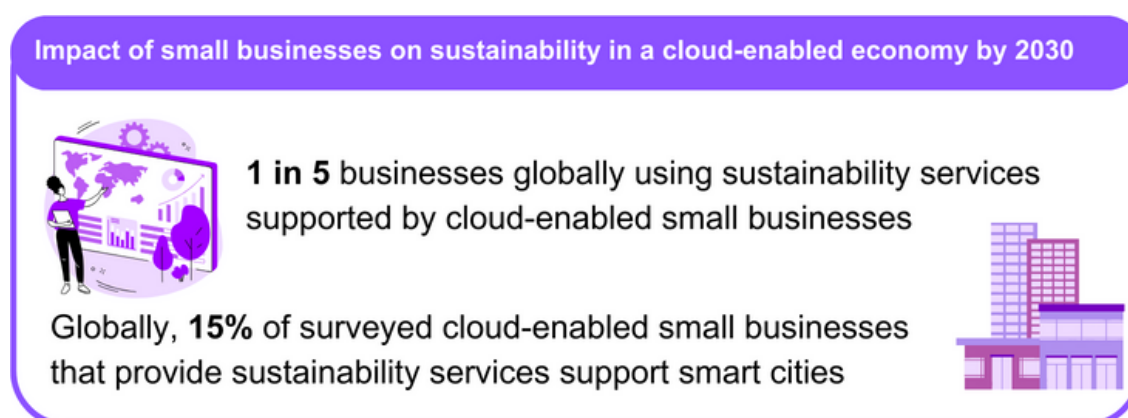 Impact of small businesses on sustainability in a cloud-enabled economy by 2030
1 in 5 businesses globally using sustainability services
supported by cloud-enabled small businesses
Globally, 15% of surveyed cloud-enabled small businesses
that provide sustainability services support smart cities